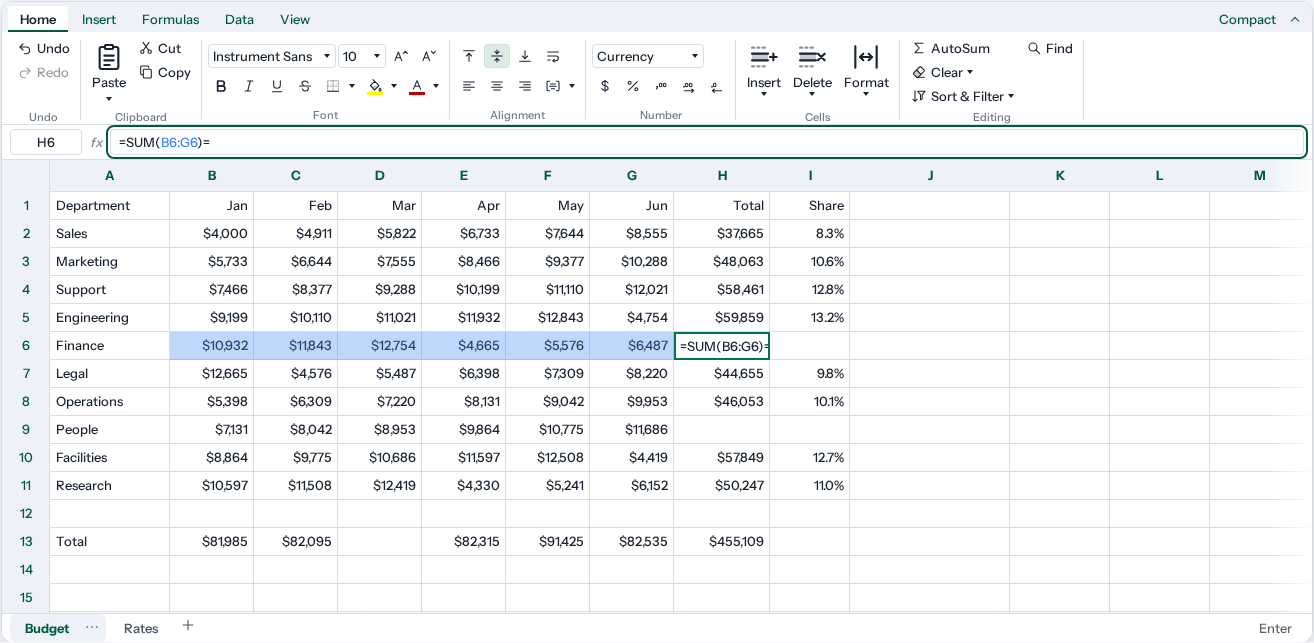 Home Insert Formulas Data View Compact
Undo Redo Undo
Paste Cut Copy Clipboard
Instrument Sans 10 A A B I U S A Font
Alignment
Currency $ % ,00 ,00 ,0 Number
Insert Delete Format Cells
AutoSum Clear Sort & Filter Find Editing
H6 fx =SUM(B6:G6)=
A B C D E F G H I J K L M
1 Department Jan Feb Mar Apr May Jun Total Share
2 Sales $4,000 $4,911 $5,822 $6,733 $7,644 $8,555 $37,665 8.3%
3 Marketing $5,733 $6,644 $7,555 $8,466 $9,377 $10,288 $48,063 10.6%
4 Support $7,466 $8,377 $9,288 $10,199 $11,110 $12,021 $58,461 12.8%
5 Engineering $9,199 $10,110 $11,021 $11,932 $12,843 $4,754 $59,859 13.2%
6 Finance $10,932 $11,843 $12,754 $4,665 $5,576 $6,487 =SUM(B6:G6)=
7 Legal $12,665 $4,576 $5,487 $6,398 $7,309 $8,220 $44,655 9.8%
8 Operations $5,398 $6,309 $7,220 $8,131 $9,042 $9,953 $46,053 10.1%
9 People $7,131 $8,042 $8,953 $9,864 $10,775 $11,686
10 Facilities $8,864 $9,775 $10,686 $11,597 $12,508 $4,419 $57,849 12.7%
11 Research $10,597 $11,508 $12,419 $4,330 $5,241 $6,152 $50,247 11.0%
12
13 Total $81,985 $82,095 $82,315 $91,425 $82,535 $455,109
14
15
Budget ··· Rates + Enter